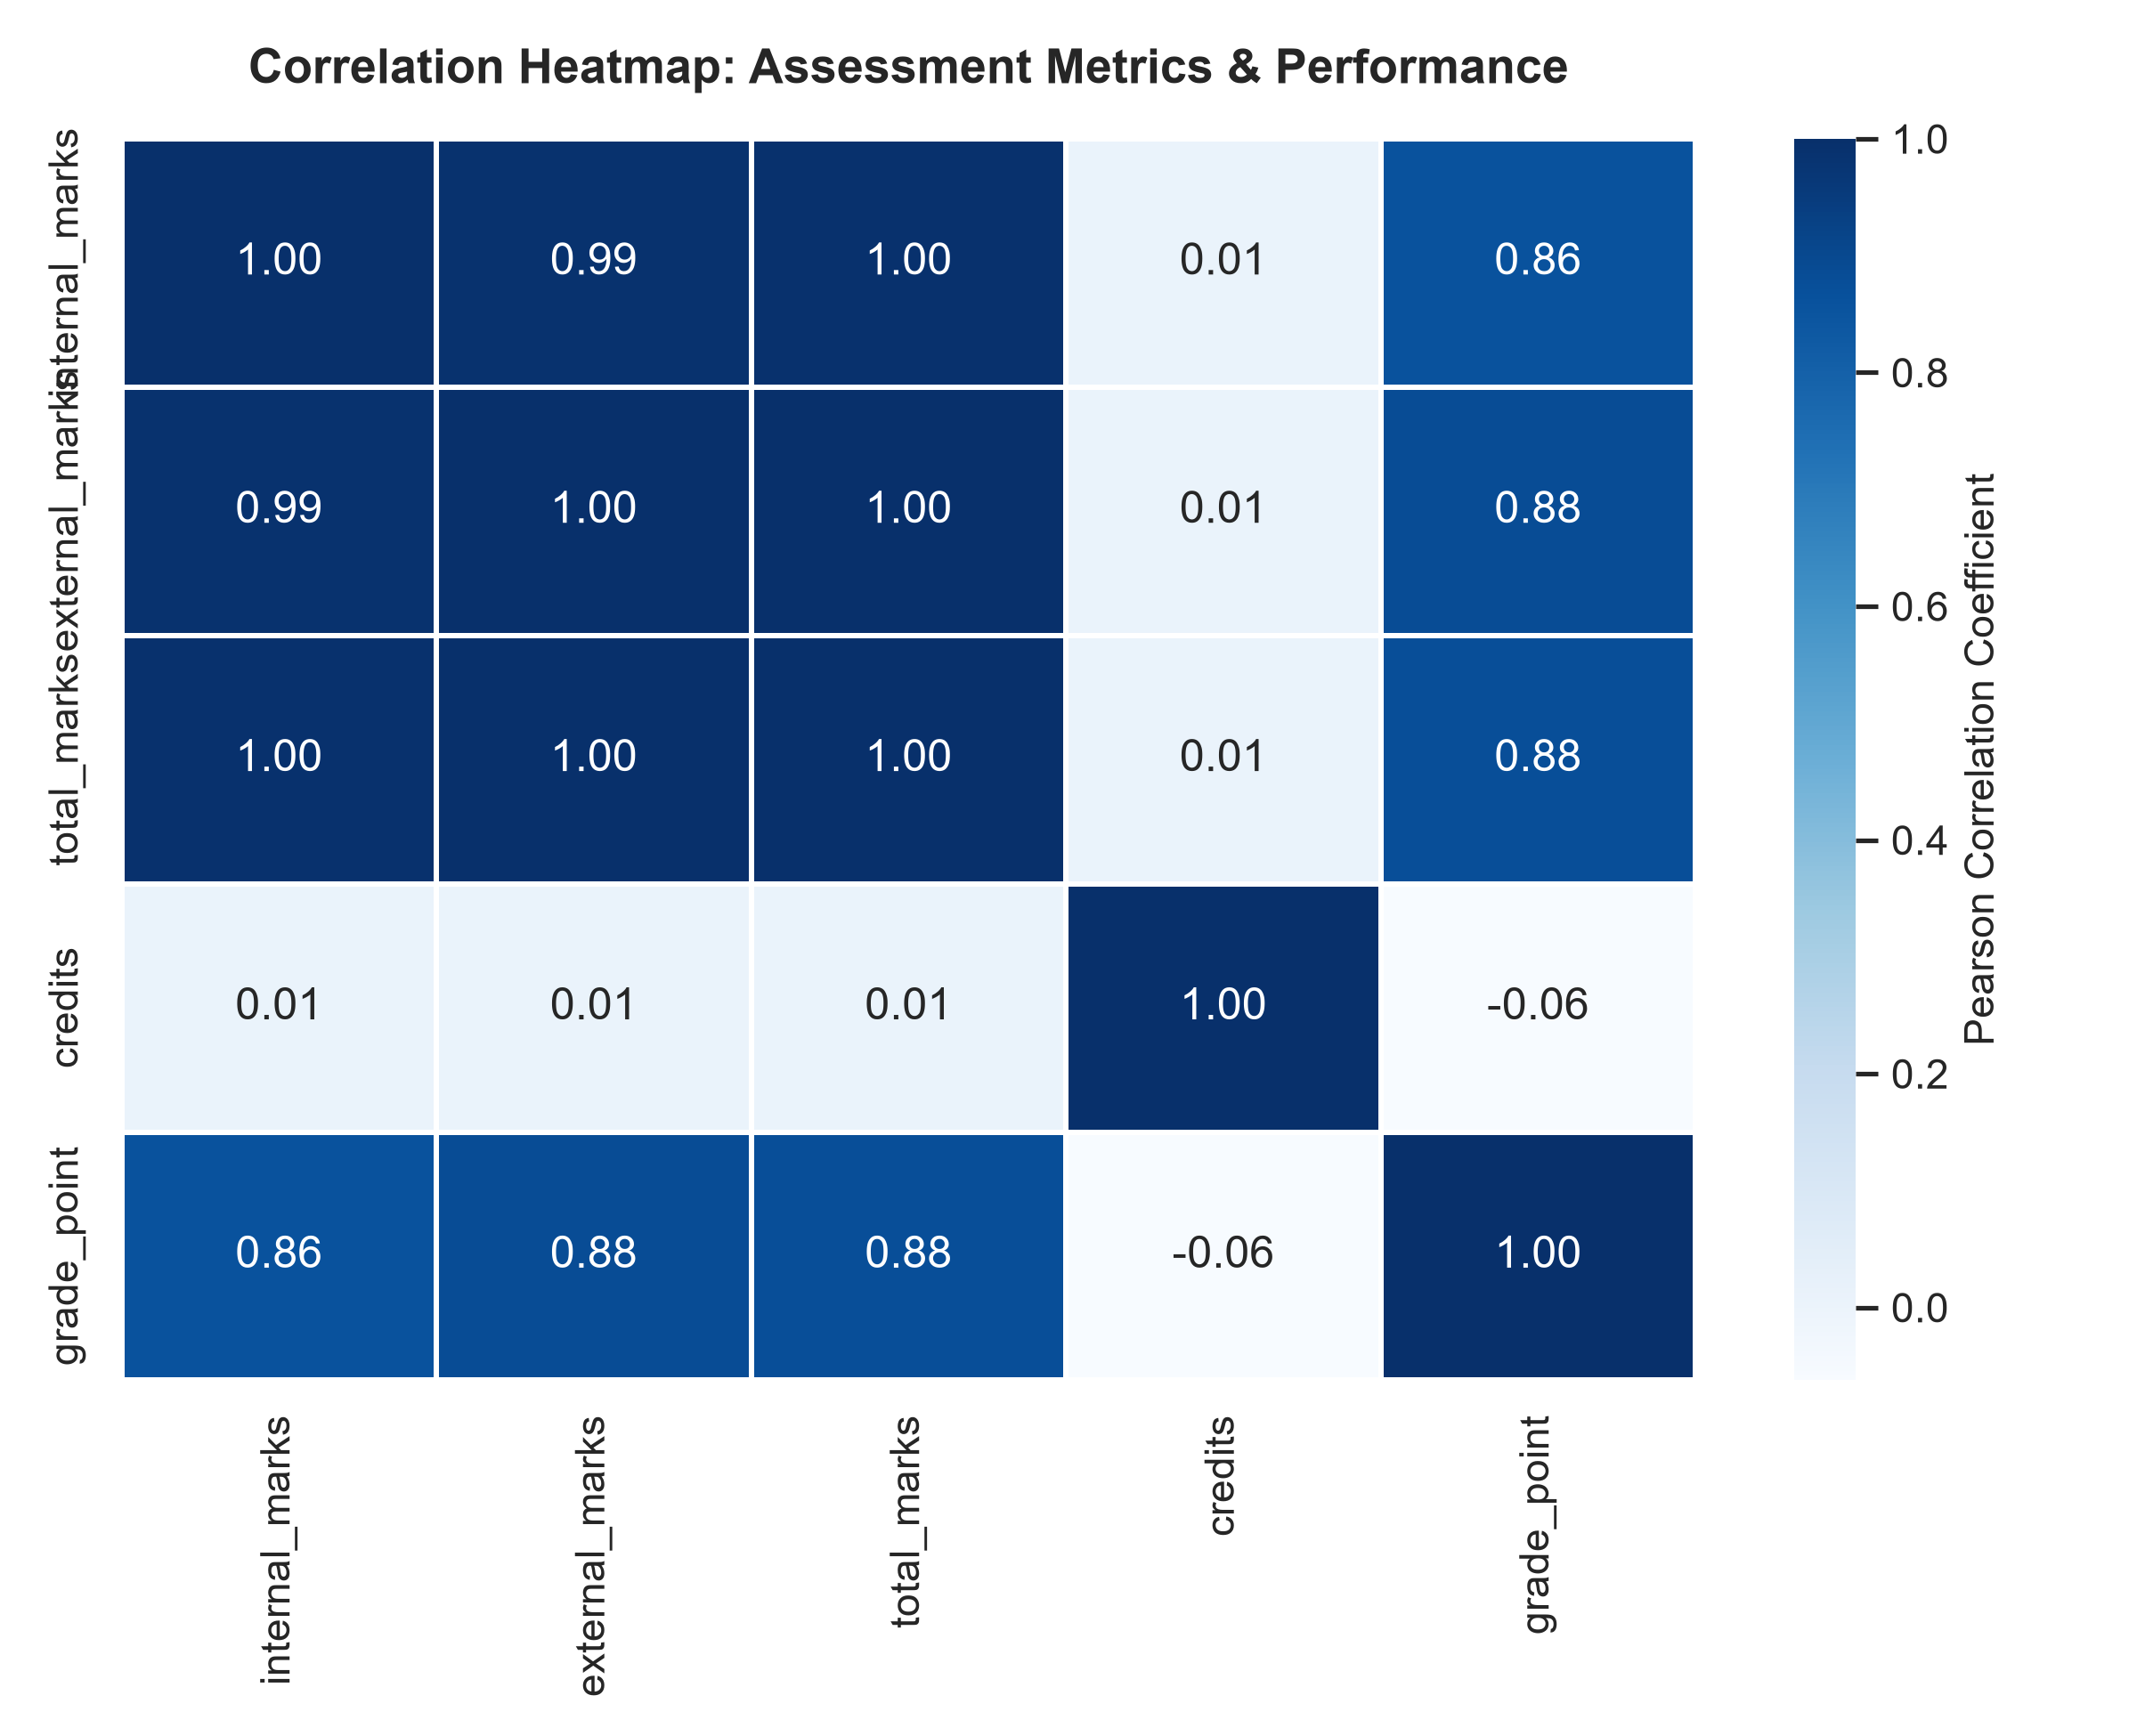 Correlation Heatmap: Assessment Metrics & Performance
internal_marks
1.00 0.99 1.00 0.01 0.86
external_marks
0.99 1.00 1.00 0.01 0.88
total_marks
1.00 1.00 1.00 0.01 0.88
credits
0.01 0.01 0.01 1.00 -0.06
grade_point
0.86 0.88 0.88 -0.06 1.00
internal_marks
external_marks
total_marks
credits
grade_point
1.0
0.8
0.6
0.4
0.2
0.0
Pearson Correlation Coefficient